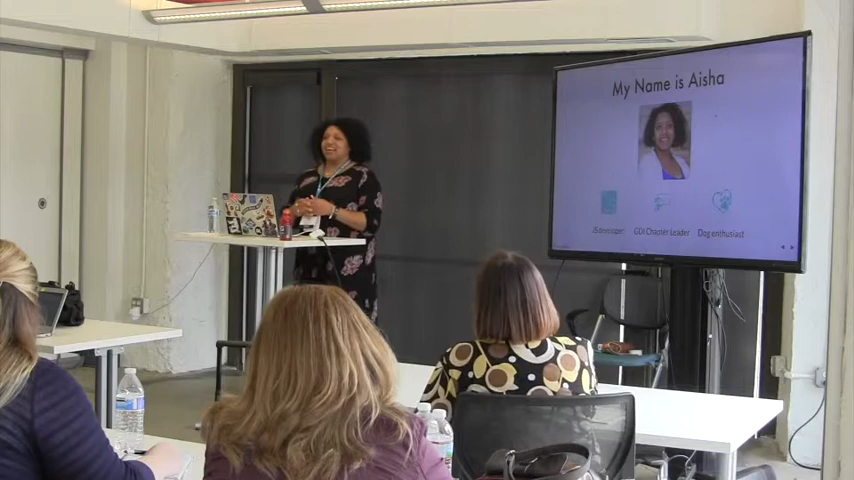 My Name is Aisha
JS developer
GDI Chapter Leader
Dog enthusiast